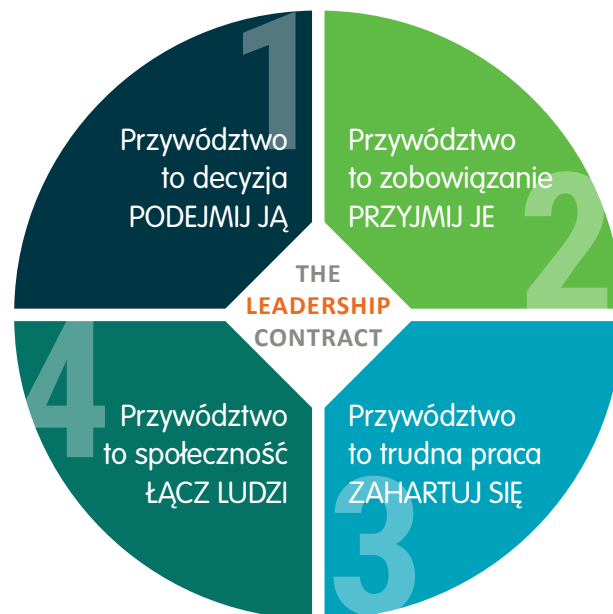 1
Przywództwo
to decyzja
PODEJMIJ JĄ
2
Przywództwo
to zobowiązanie
PRZYJMIJ JE
THE
LEADERSHIP
CONTRACT
3
Przywództwo
to trudna praca
ZAHARTUJ SIĘ
4
Przywództwo
to społeczność
ŁĄCZ LUDZI